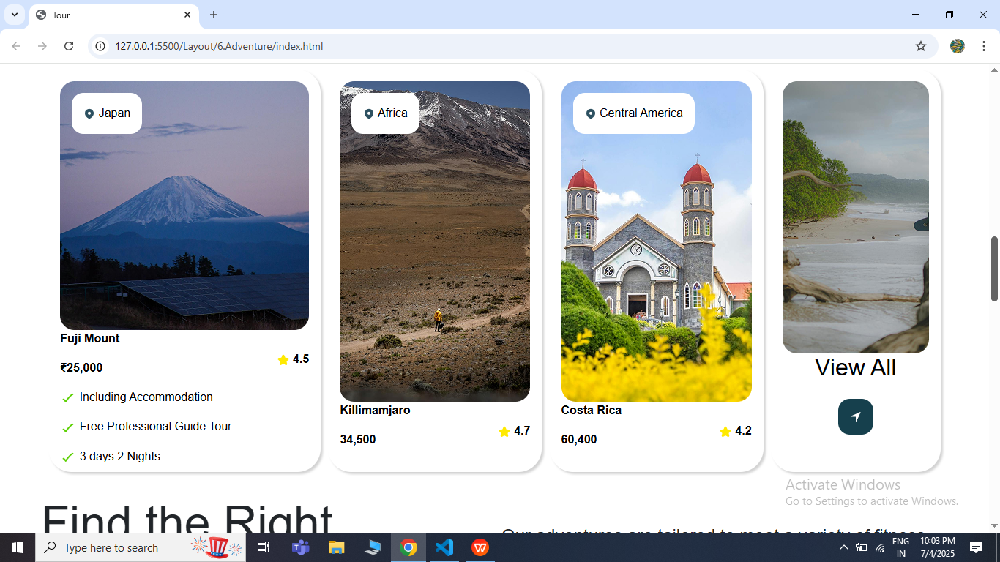 Tour
127.0.0.1:5500/Layout/6.Adventure/index.html
Japan
Africa
Central America
Fuji Mount
4.5
₹25,000
Including Accommodation
Free Professional Guide Tour
3 days 2 Nights
Killimamjaro
4.7
34,500
Costa Rica
4.2
60,400
View All
Activate Windows
Go to Settings to activate Windows.
Find the Right
Our adventures are tailored to meet a variety of fitness
Type here to search
ENG
IN
10:03 PM
7/4/2025